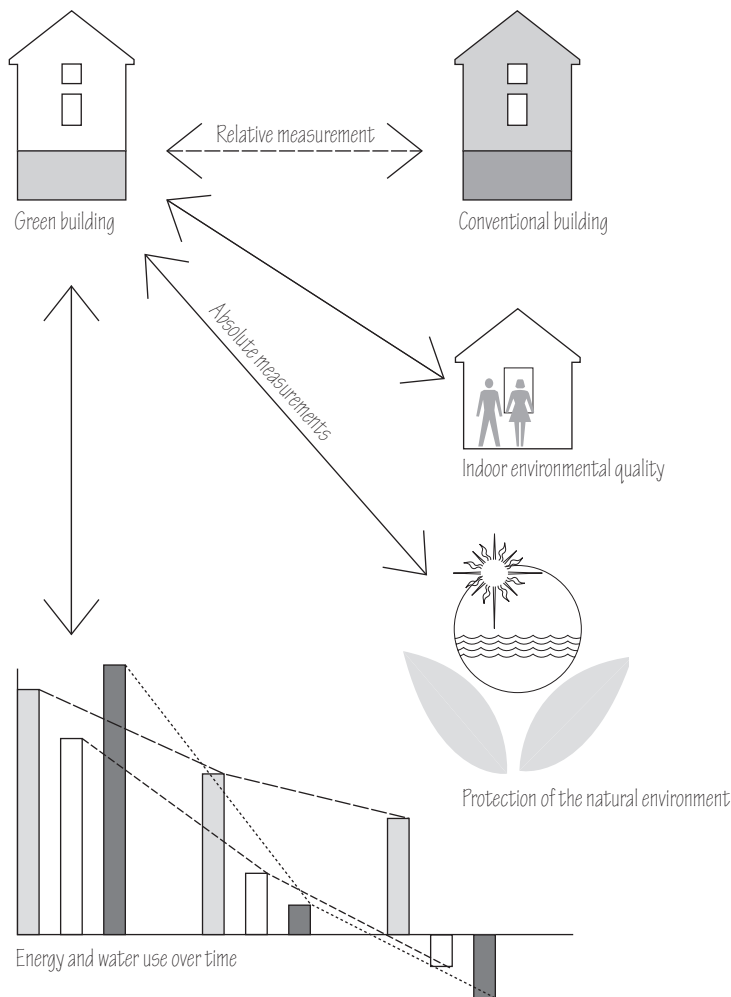 Relative measurement
Green building
Conventional building
Absolute measurements
Indoor environmental quality
Protection of the natural environment
Energy and water use over time